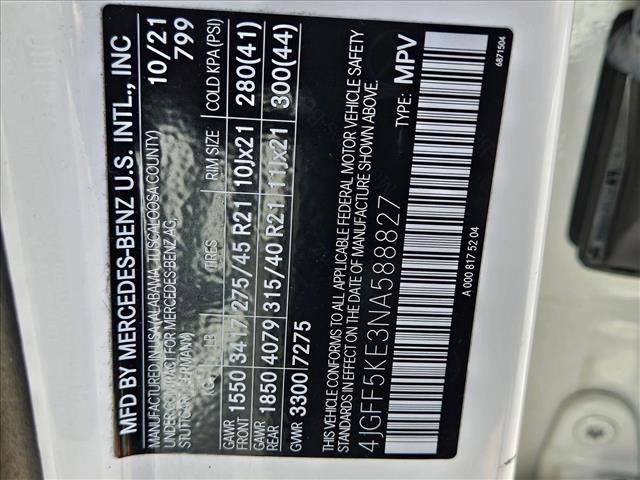 MFD BY MERCEDES-BENZ U.S. INTL., INC
MANUFACTURED IN USA (ALABAMA, TUSCALOOSA COUNTY) 10/21
UNDER CONTRACT FOR MERCEDES-BENZ AG, 799
STUTTGART (GERMANY)
KG LB TIRES RIM SIZE COLD KPA (PSI)
GAWR FRONT 1550 3417 275/45 R21 10Jx21 280(41)
GAWR REAR 1850 4079 315/40 R21 11Jx21 300(44)
GVWR 3300 7275
THIS VEHICLE CONFORMS TO ALL APPLICABLE FEDERAL MOTOR VEHICLE SAFETY
STANDARDS IN EFFECT ON THE DATE OF MANUFACTURE SHOWN ABOVE.
4JGFF5KE3NA588827 TYPE: MPV
A 000 817 52 04 6871504